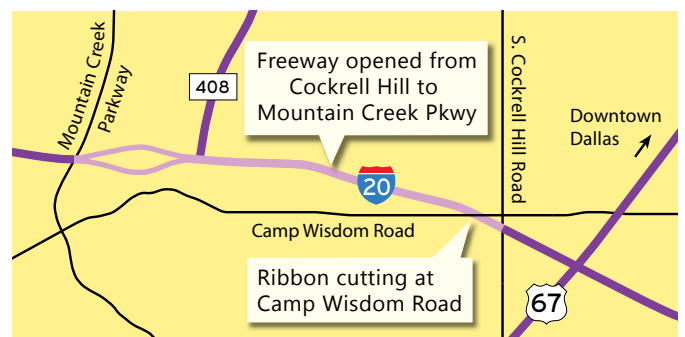 Mountain Creek
Parkway
408
Freeway opened from
Cockrell Hill to
Mountain Creek Pkwy
S. Cockrell Hill Road
Downtown
Dallas
20
Camp Wisdom Road
Ribbon cutting at
Camp Wisdom Road
67